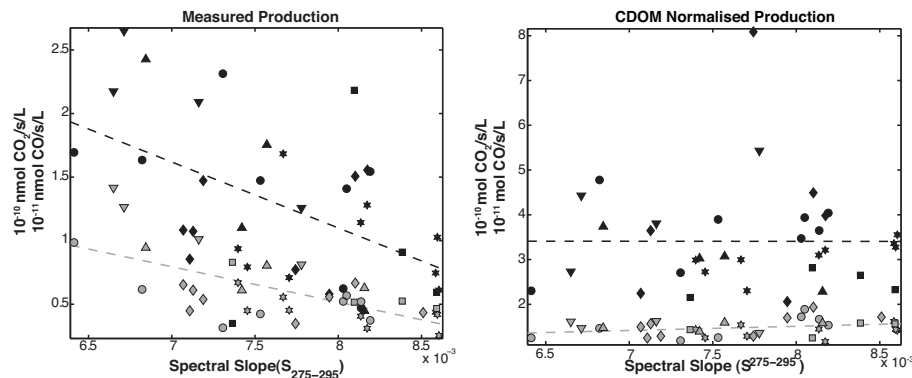 Measured Production
2.5
2
1.5
1
0.5
10⁻¹⁰ nmol CO₂/s/L
10⁻¹¹ nmol CO/s/L
6.5 7 7.5 8 8.5
x 10⁻³
Spectral Slope(S₂₇₅₋₂₉₅)
CDOM Normalised Production
8
6
4
2
10⁻¹⁰ mol CO₂/s/L
10⁻¹¹ mol CO/s/L
6.5 7 7.5 8 8.5
x 10⁻³
Spectral Slope (S²⁷⁵⁻²⁹⁵)